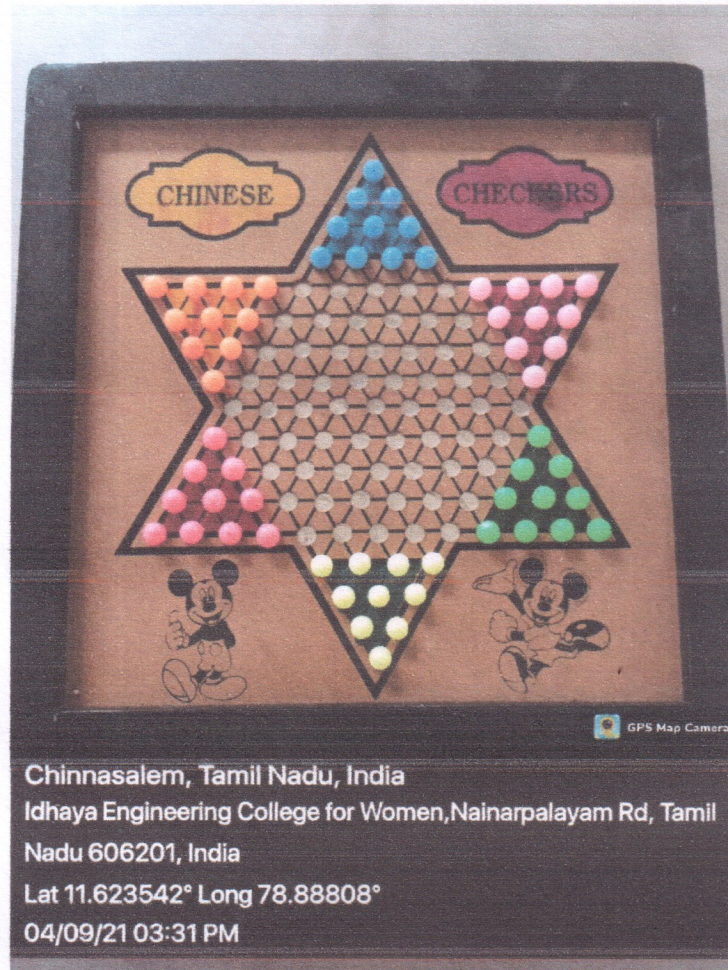 CHINESE
CHECKERS
GPS Map Camera
Chinnasalem, Tamil Nadu, India
Idhaya Engineering College for Women,Nainarpalayam Rd, Tamil
Nadu 606201, India
Lat 11.623542° Long 78.88808°
04/09/21 03:31 PM